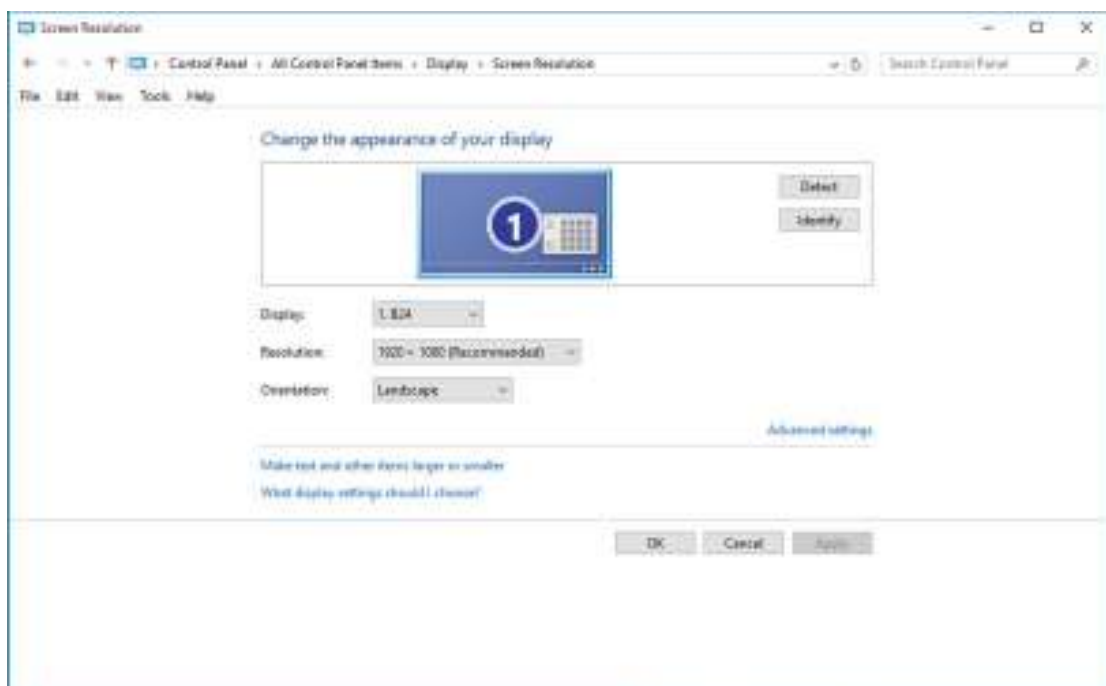 Screen Resolution
Control Panel › All Control Panel Items › Display › Screen Resolution
Search Control Panel
File Edit View Tools Help
Change the appearance of your display
1
Detect
Identify
Display: 1. B24
Resolution: 1920 × 1080 (Recommended)
Orientation: Landscape
Advanced settings
Make text and other items larger or smaller
What display settings should I choose?
OK Cancel Apply